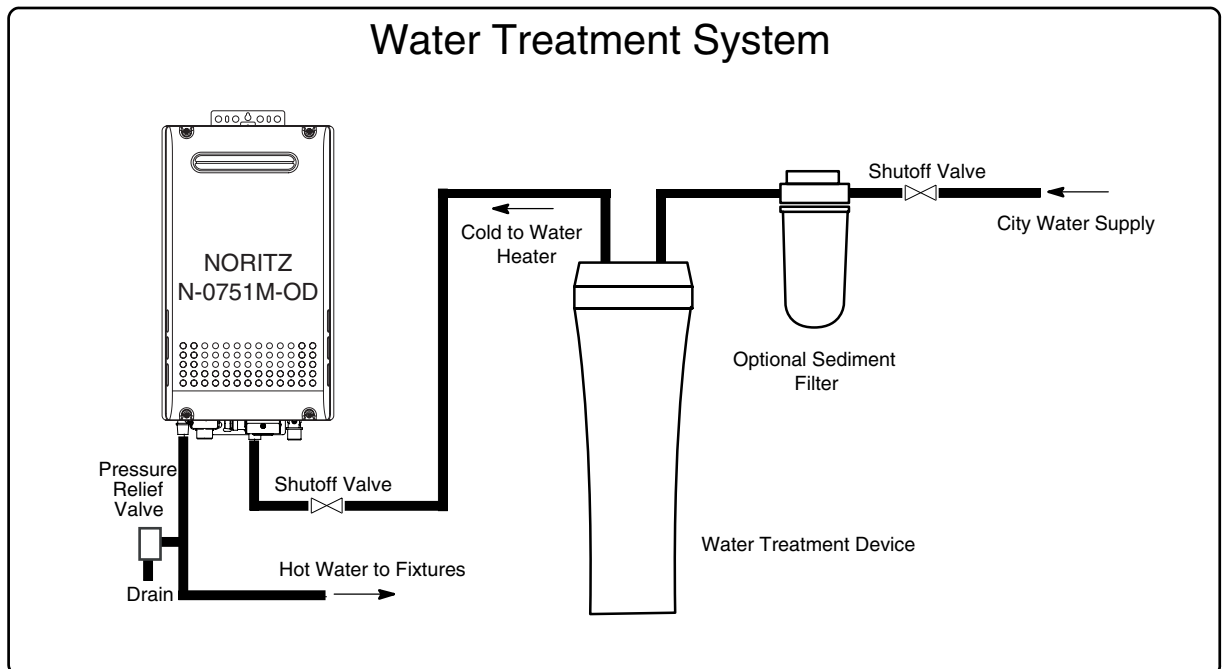 Water Treatment System
Shutoff Valve
City Water Supply
Cold to Water
Heater
NORITZ
N-0751M-OD
Optional Sediment
Filter
Pressure
Relief
Valve
Shutoff Valve
Water Treatment Device
Hot Water to Fixtures
Drain